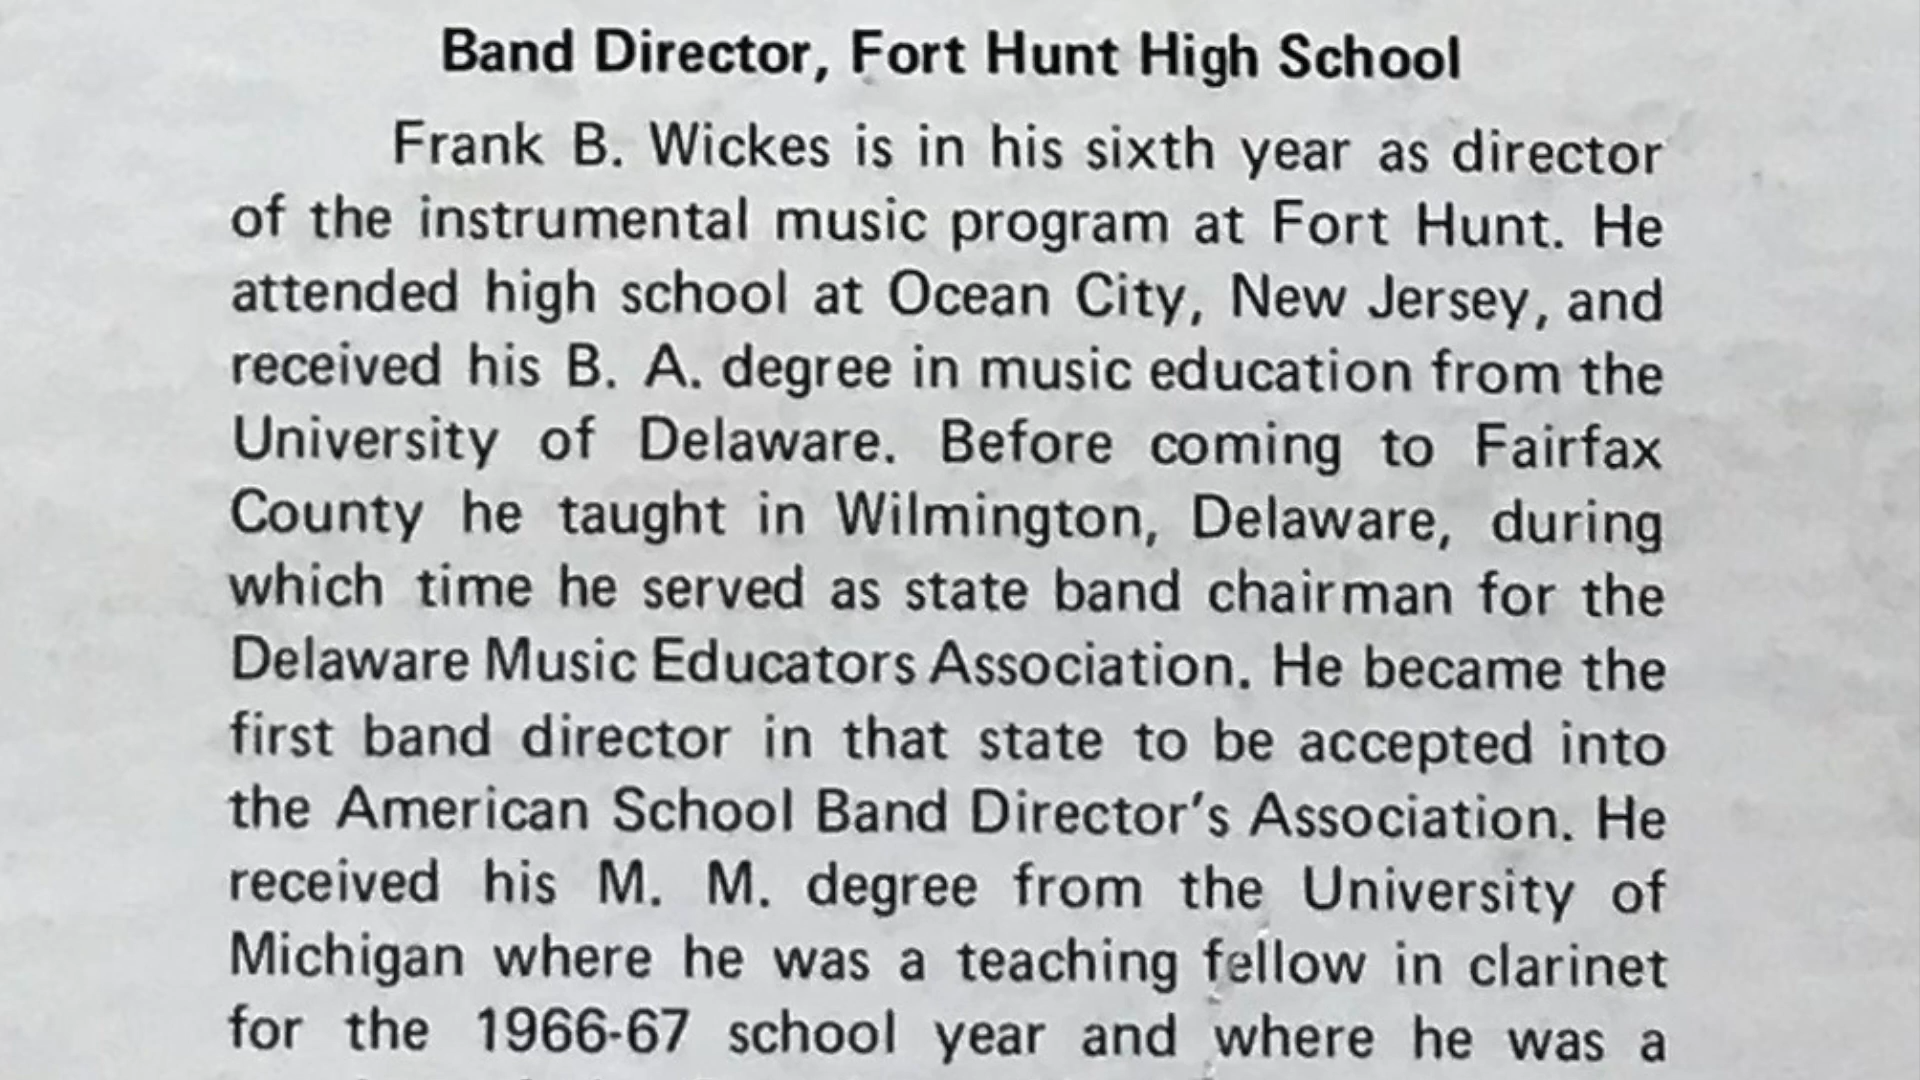 Band Director, Fort Hunt High School
Frank B. Wickes is in his sixth year as director
of the instrumental music program at Fort Hunt. He
attended high school at Ocean City, New Jersey, and
received his B. A. degree in music education from the
University of Delaware. Before coming to Fairfax
County he taught in Wilmington, Delaware, during
which time he served as state band chairman for the
Delaware Music Educators Association. He became the
first band director in that state to be accepted into
the American School Band Director's Association. He
received his M. M. degree from the University of
Michigan where he was a teaching fellow in clarinet
for the 1966-67 school year and where he was a